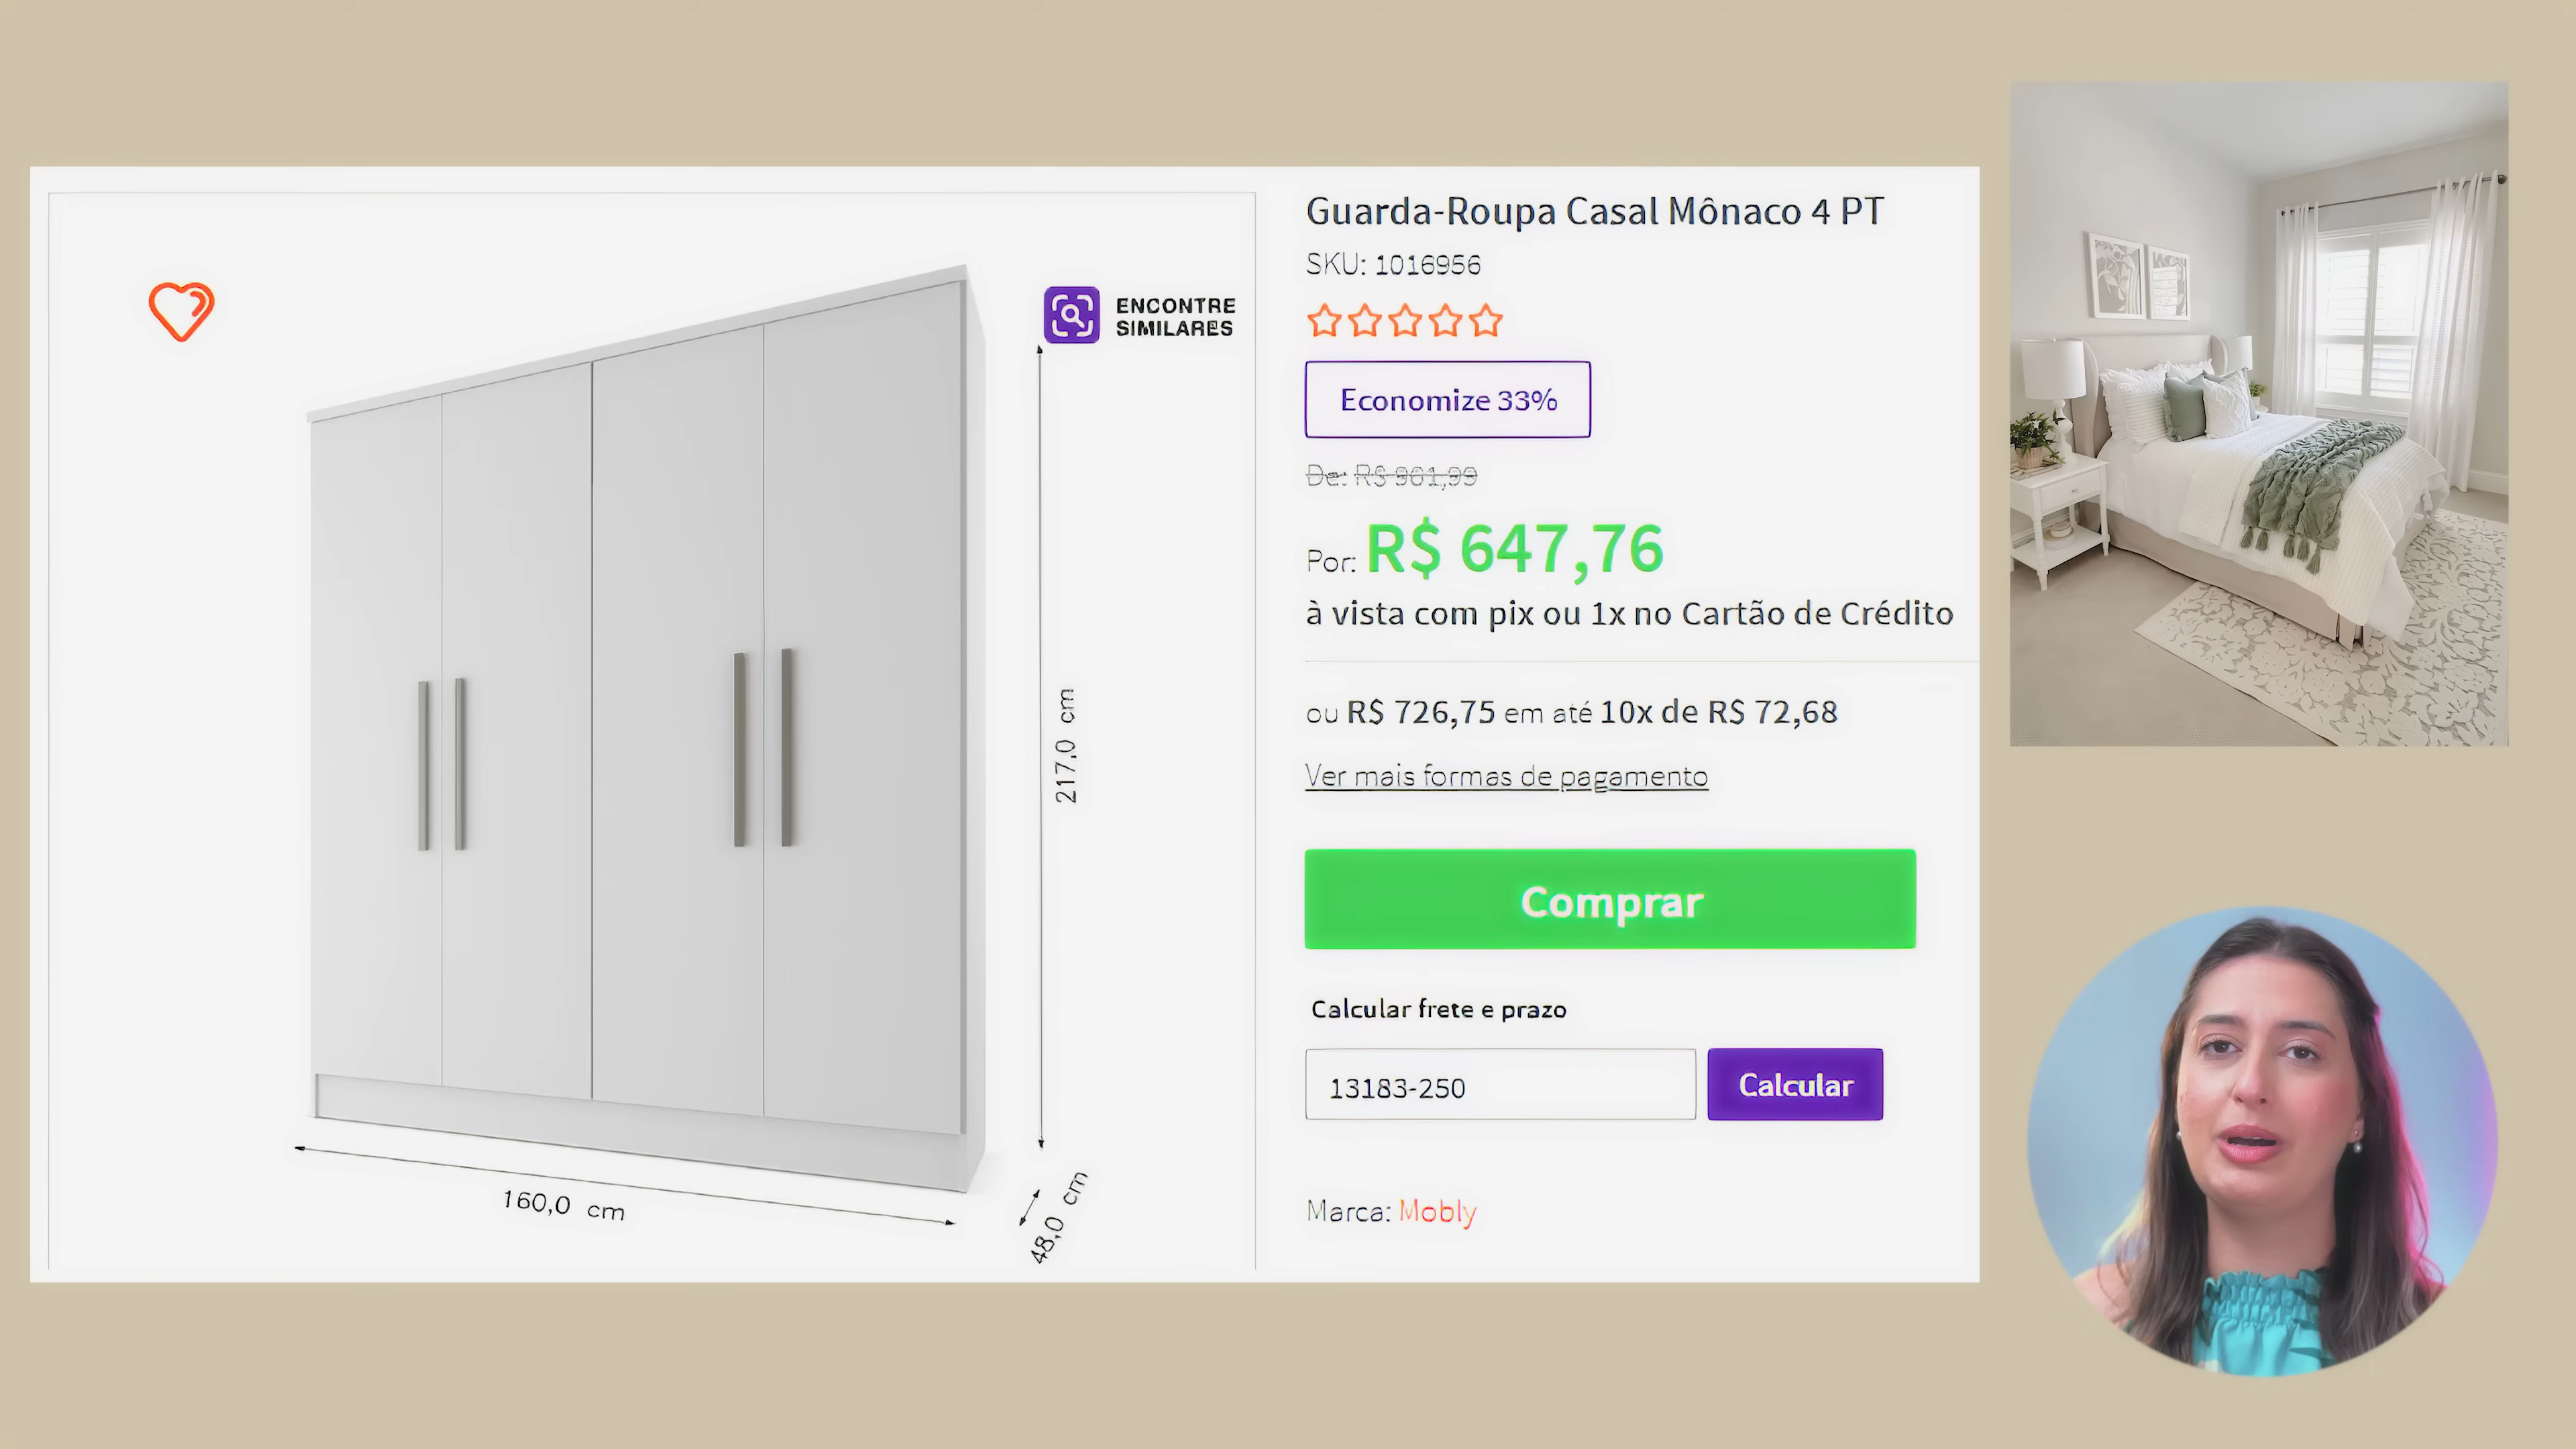 ENCONTRE
SIMILARES
217,0 cm
160,0 cm
48,0 cm
Guarda-Roupa Casal Mônaco 4 PT
SKU: 1016956
Economize 33%
De: R$ 961,99
Por: R$ 647,76
à vista com pix ou 1x no Cartão de Crédito
ou R$ 726,75 em até 10x de R$ 72,68
Ver mais formas de pagamento
Comprar
Calcular frete e prazo
13183-250
Calcular
Marca: Mobly